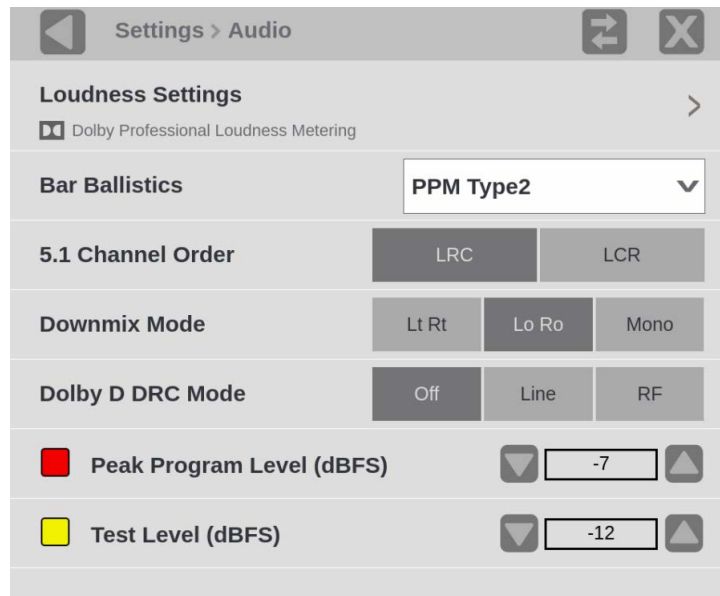 Settings > Audio
Loudness Settings
Dolby Professional Loudness Metering
Bar Ballistics PPM Type2
5.1 Channel Order LRC LCR
Downmix Mode Lt Rt Lo Ro Mono
Dolby D DRC Mode Off Line RF
Peak Program Level (dBFS) -7
Test Level (dBFS) -12